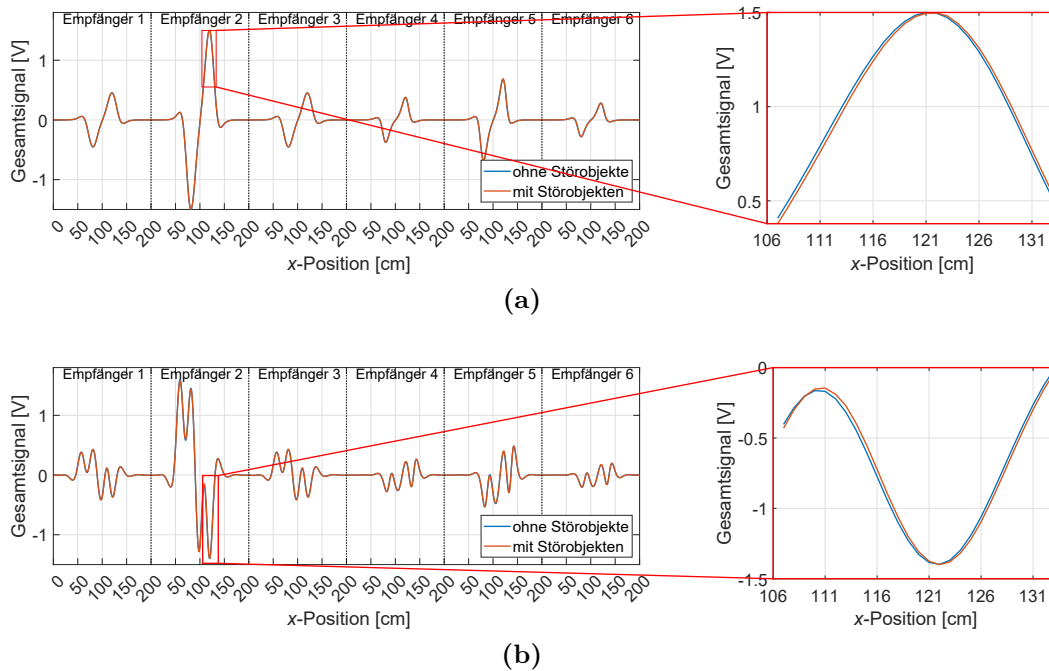 Empfänger 1 Empfänger 2 Empfänger 3 Empfänger 4 Empfänger 5 Empfänger 6
Gesamtsignal [V]
1
0
-1
ohne Störobjekte
mit Störobjekten
0 50 100 150 200 50 100 150 200 50 100 150 200 50 100 150 200 50 100 150 200 50 100 150 200
x-Position [cm]
Gesamtsignal [V]
1.5
1
0.5
106 111 116 121 126 131
x-Position [cm]
(a)
Empfänger 1 Empfänger 2 Empfänger 3 Empfänger 4 Empfänger 5 Empfänger 6
Gesamtsignal [V]
1
0
-1
ohne Störobjekte
mit Störobjekten
0 50 100 150 200 50 100 150 200 50 100 150 200 50 100 150 200 50 100 150 200 50 100 150 200
x-Position [cm]
Gesamtsignal [V]
0
-0.5
-1
-1.5
106 111 116 121 126 131
x-Position [cm]
(b)